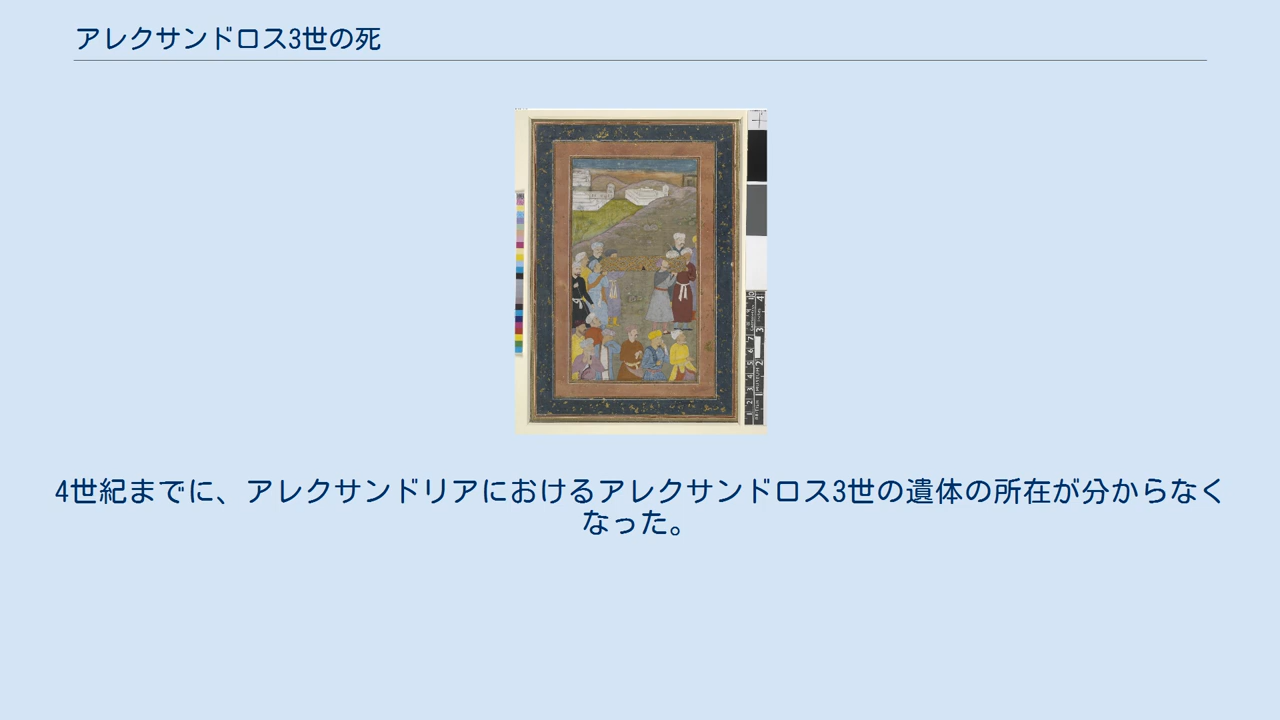 アレクサンドロス3世の死
4世紀までに、アレクサンドリアにおけるアレクサンドロス3世の遺体の所在が分からなく
なった。